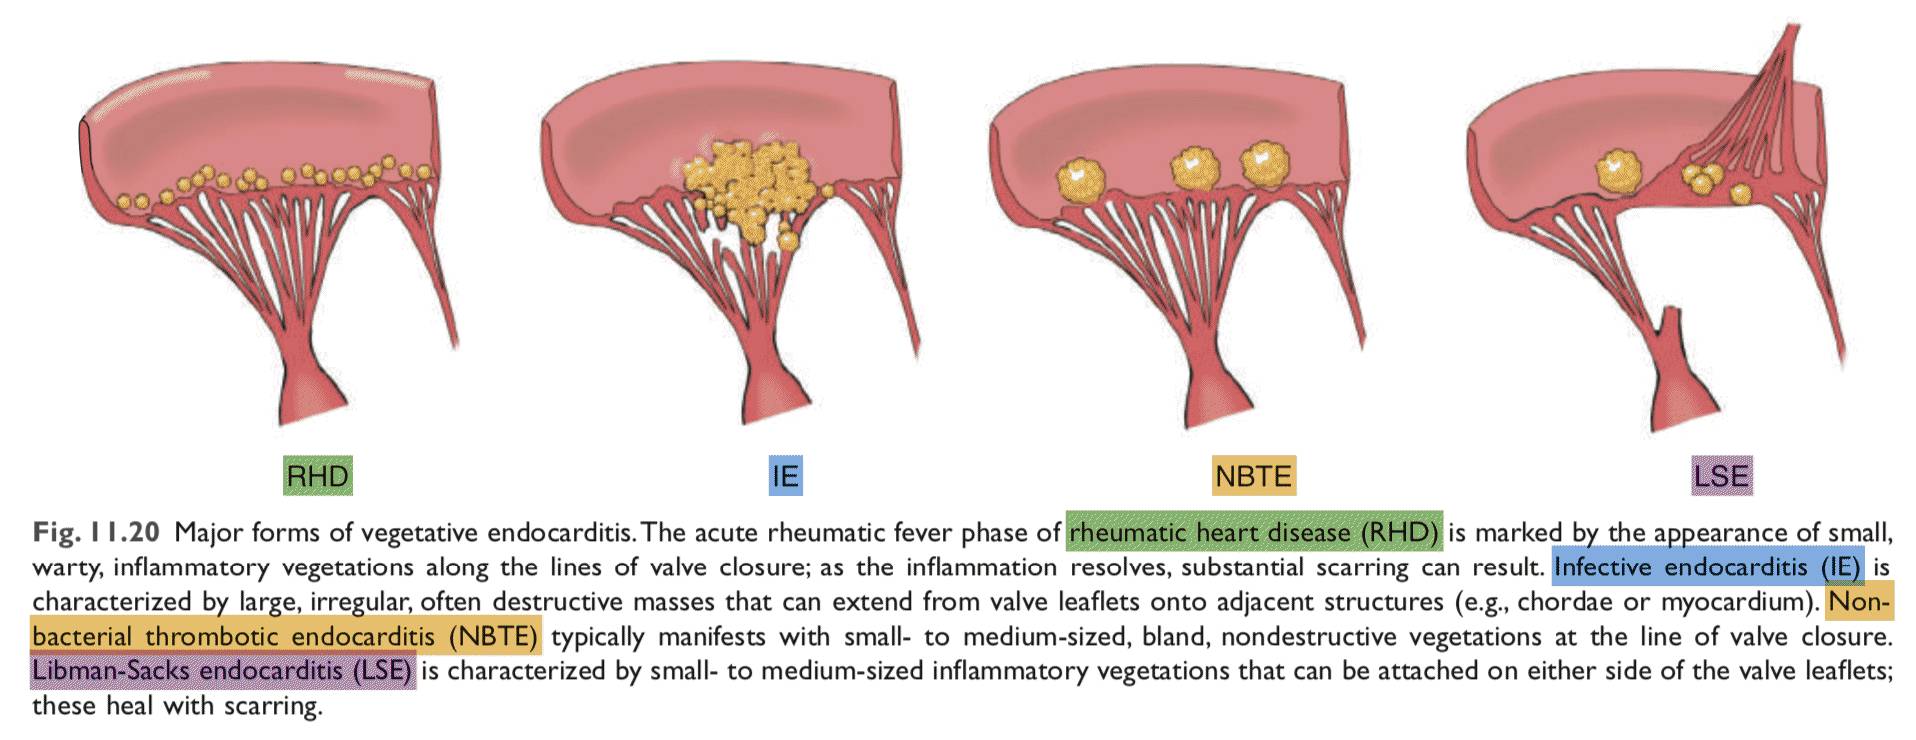 RHD
IE
NBTE
LSE
Fig. 11.20 Major forms of vegetative endocarditis. The acute rheumatic fever phase of rheumatic heart disease (RHD) is marked by the appearance of small,
warty, inflammatory vegetations along the lines of valve closure; as the inflammation resolves, substantial scarring can result. Infective endocarditis (IE) is
characterized by large, irregular, often destructive masses that can extend from valve leaflets onto adjacent structures (e.g., chordae or myocardium). Non-
bacterial thrombotic endocarditis (NBTE) typically manifests with small- to medium-sized, bland, nondestructive vegetations at the line of valve closure.
Libman-Sacks endocarditis (LSE) is characterized by small- to medium-sized inflammatory vegetations that can be attached on either side of the valve leaflets;
these heal with scarring.